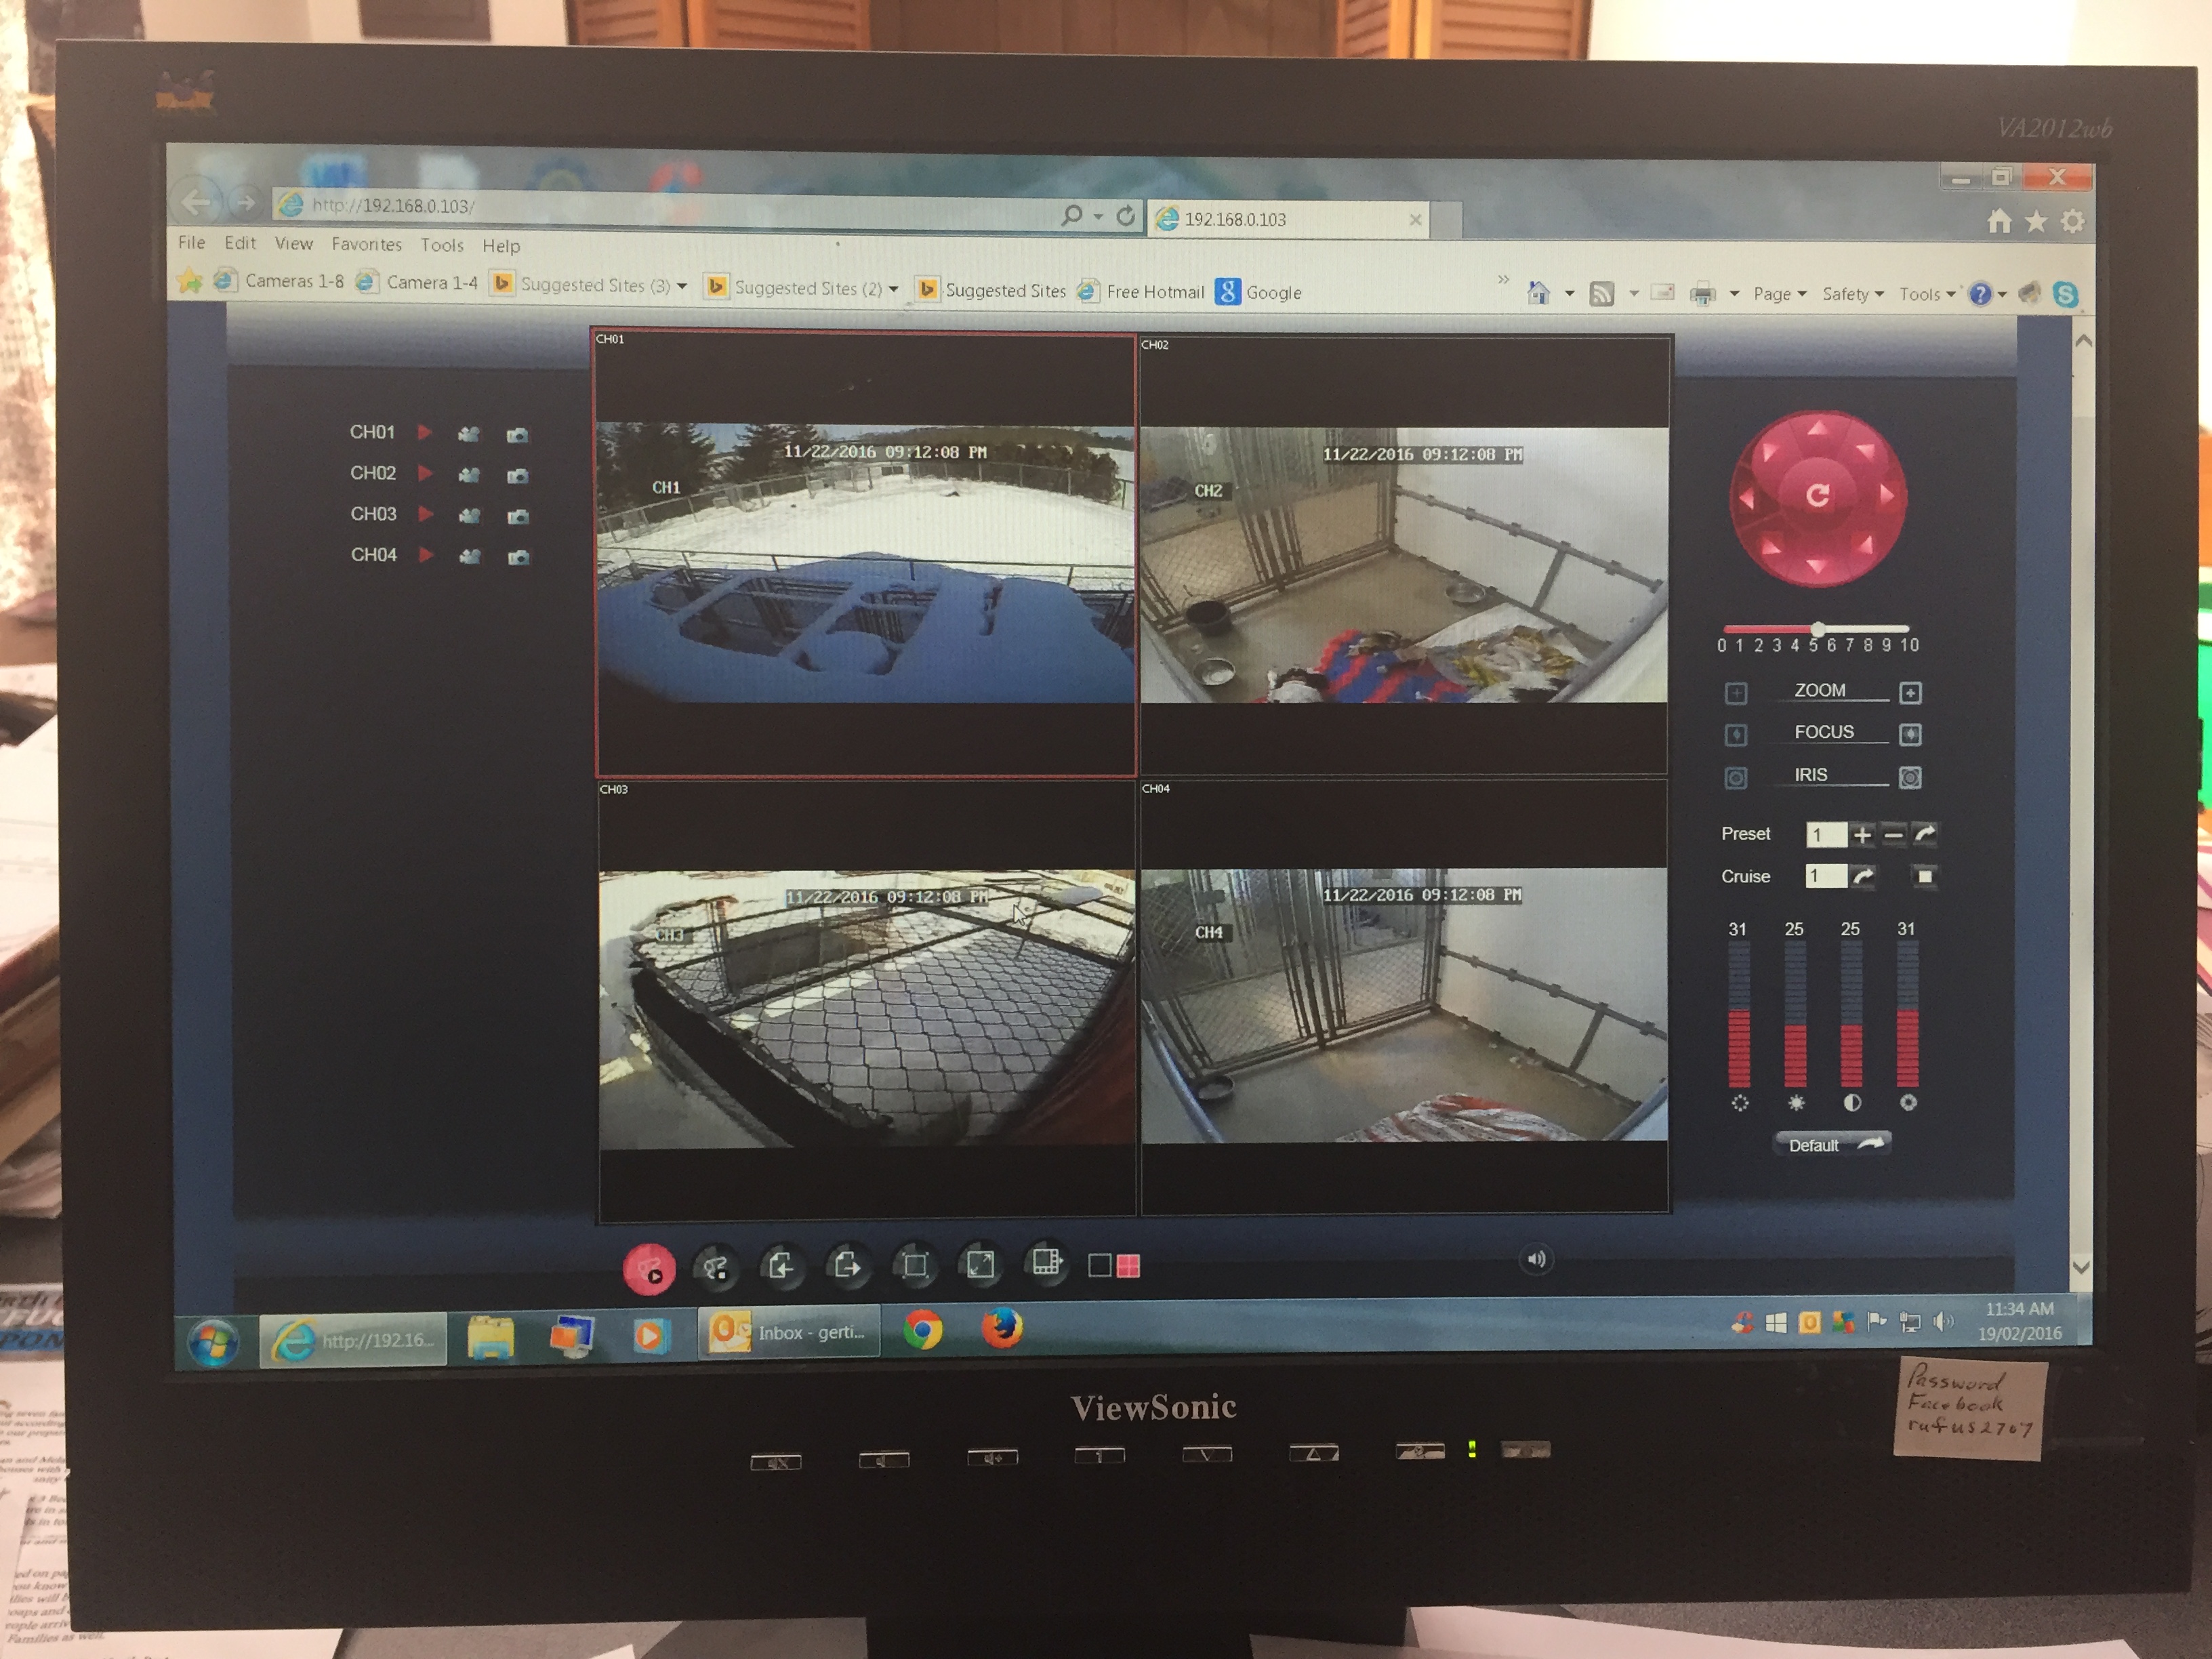 VA2012wb
http://192.168.0.103/
192.168.0.103
File Edit View Favorites Tools Help
Cameras 1-8 Camera 1-4 Suggested Sites (3) Suggested Sites (2) Suggested Sites Free Hotmail Google
» Page Safety Tools
CH01
CH02
CH03
CH04
CH01
11/22/2016 09:12:08 PM
CH1
CH02
11/22/2016 09:12:08 PM
CH2
CH03
11/22/2016 09:12:08 PM
CH3
CH04
11/22/2016 09:12:08 PM
CH4
0 1 2 3 4 5 6 7 8 9 10
ZOOM
FOCUS
IRIS
Preset 1
Cruise 1
31 25 25 31
Default
http://192.16...
Inbox - gerti...
11:34 AM
19/02/2016
ViewSonic
Password
Facebook
rufus2707
Families as well.